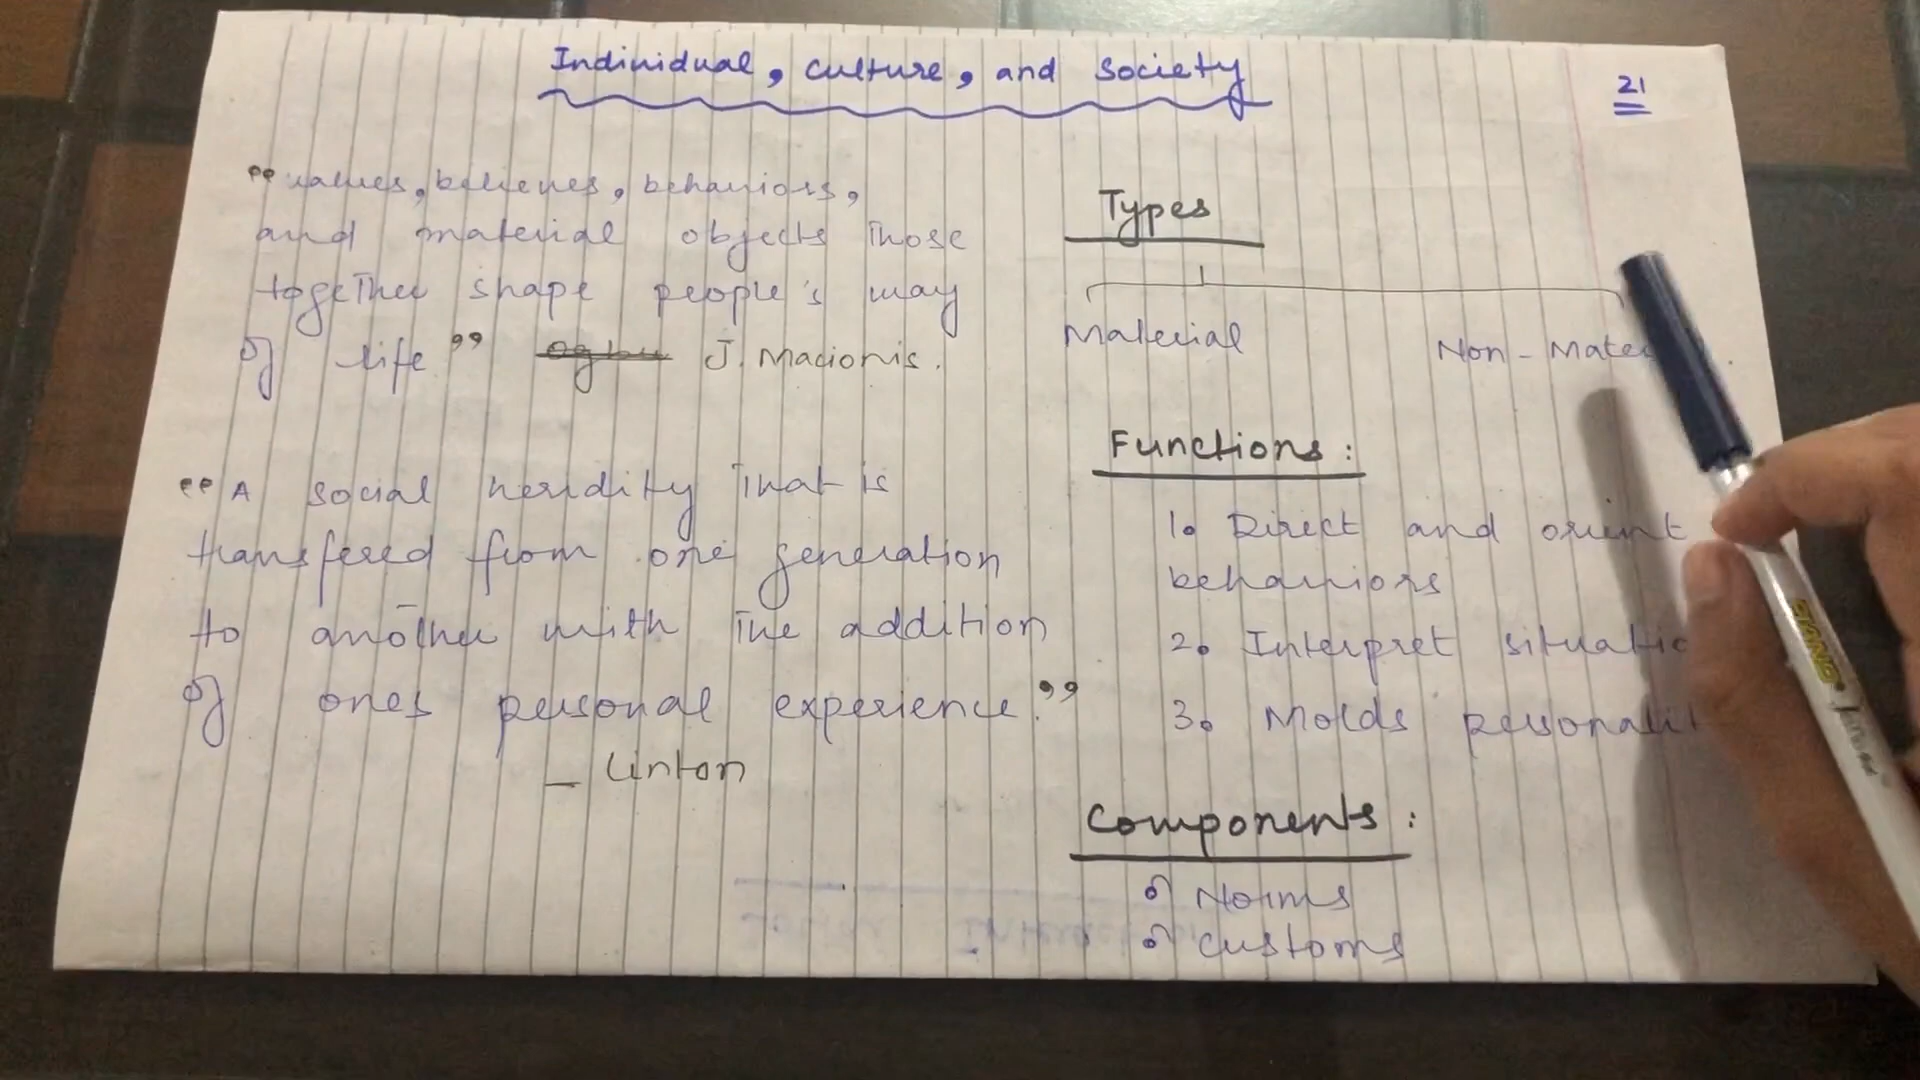 Individual, culture, and society
21
"values, believes, behaviors,
and material objects those
together shape people's way
of life" J. Macionis.
"A social heridity that is
transfered from one generation
to another with the addition
of ones personal experience."
_ Linton
Types
Material Non-Mate
Functions:
1. Direct and orient
behaviors
2. Interpret situatio
3. Molds personalit
Components:
Norms
customs